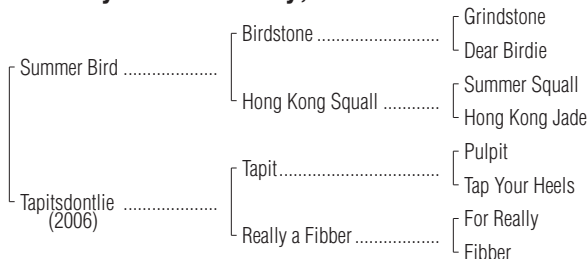 Grindstone
Birdstone ........................
Dear Birdie
Summer Bird ....................
Summer Squall
Hong Kong Squall ...........
Hong Kong Jade
Pulpit
Tapit.............................
Tap Your Heels
Tapitsdontlie ....................
(2006)
For Really
Really a Fibber ................
Fibber